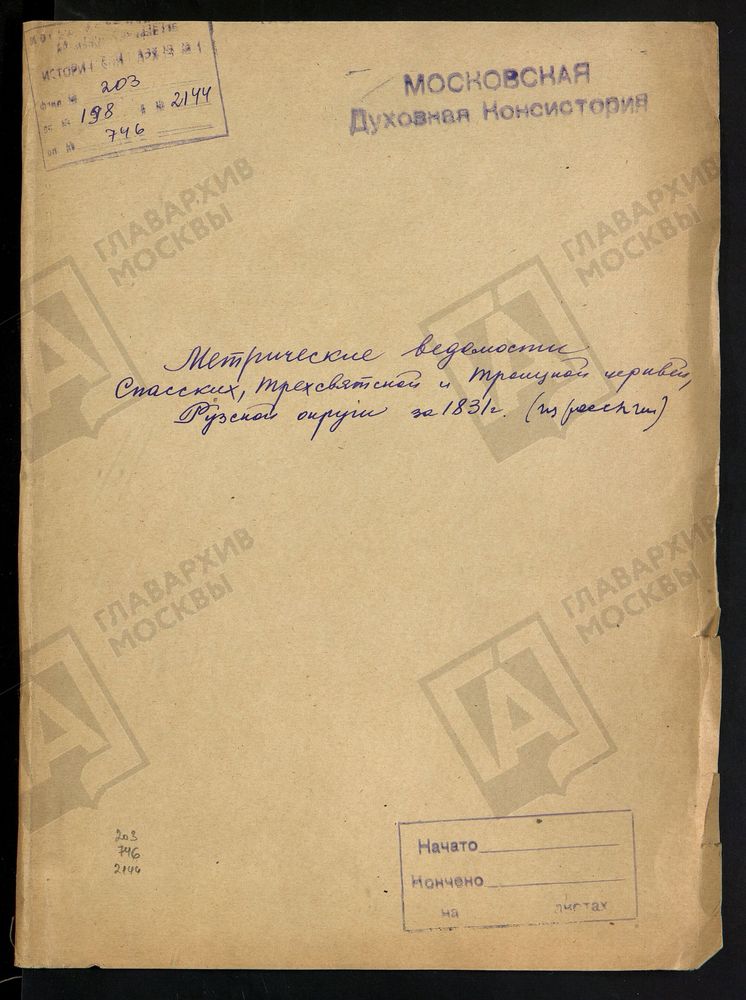 203
198 2144
746
МОСКОВСКАЯ
Духовная Консистория
ГЛАВАРХИВ
МОСКВЫ
ГЛАВАРХИВ
МОСКВЫ
Метрические ведомости
Спасских, Трехсвятской и Троицкой церквей,
Рузской округи за 1831г.
ГЛАВАРХИВ
МОСКВЫ
ГЛАВАРХИВ
МОСКВЫ
203
746
2144
Начато
Кончено
на листах